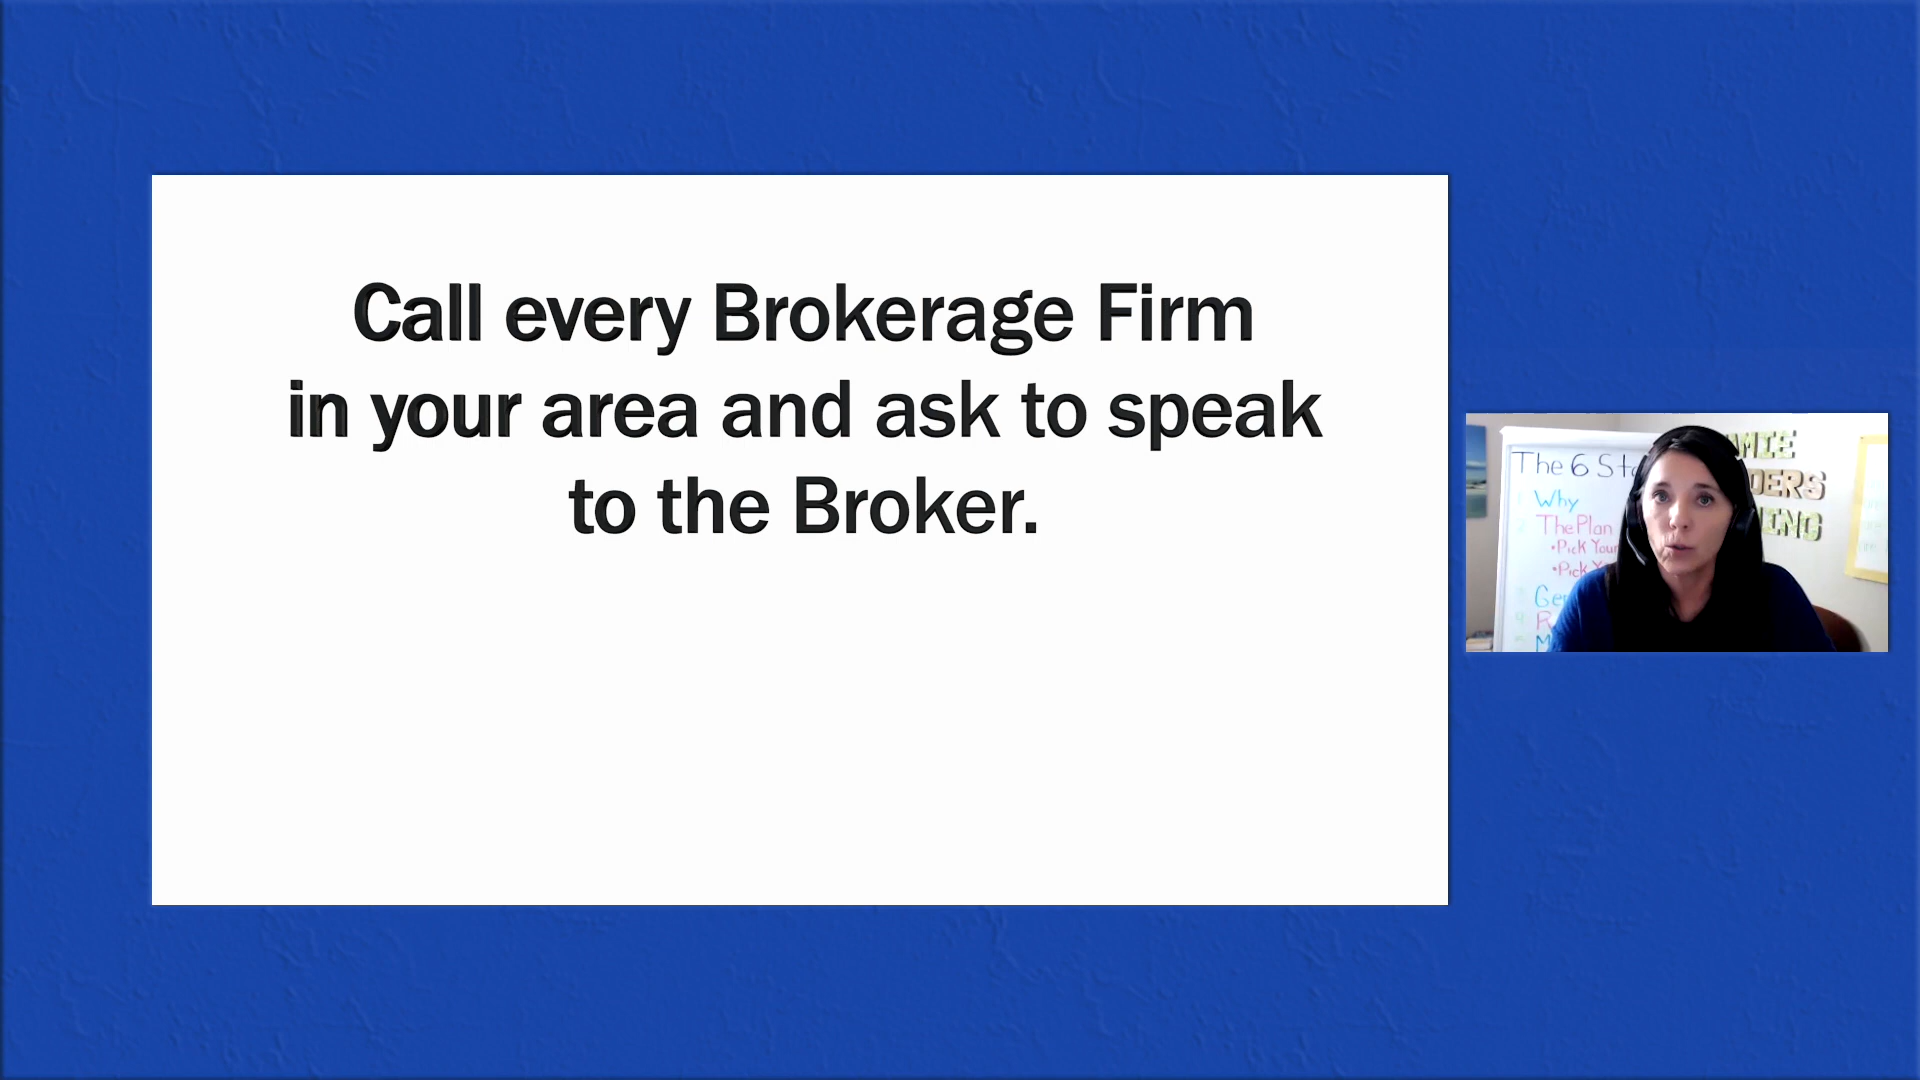 Call every Brokerage Firm
in your area and ask to speak
to the Broker.
The 6
Why
The Plan
•Pick Your
•Pick